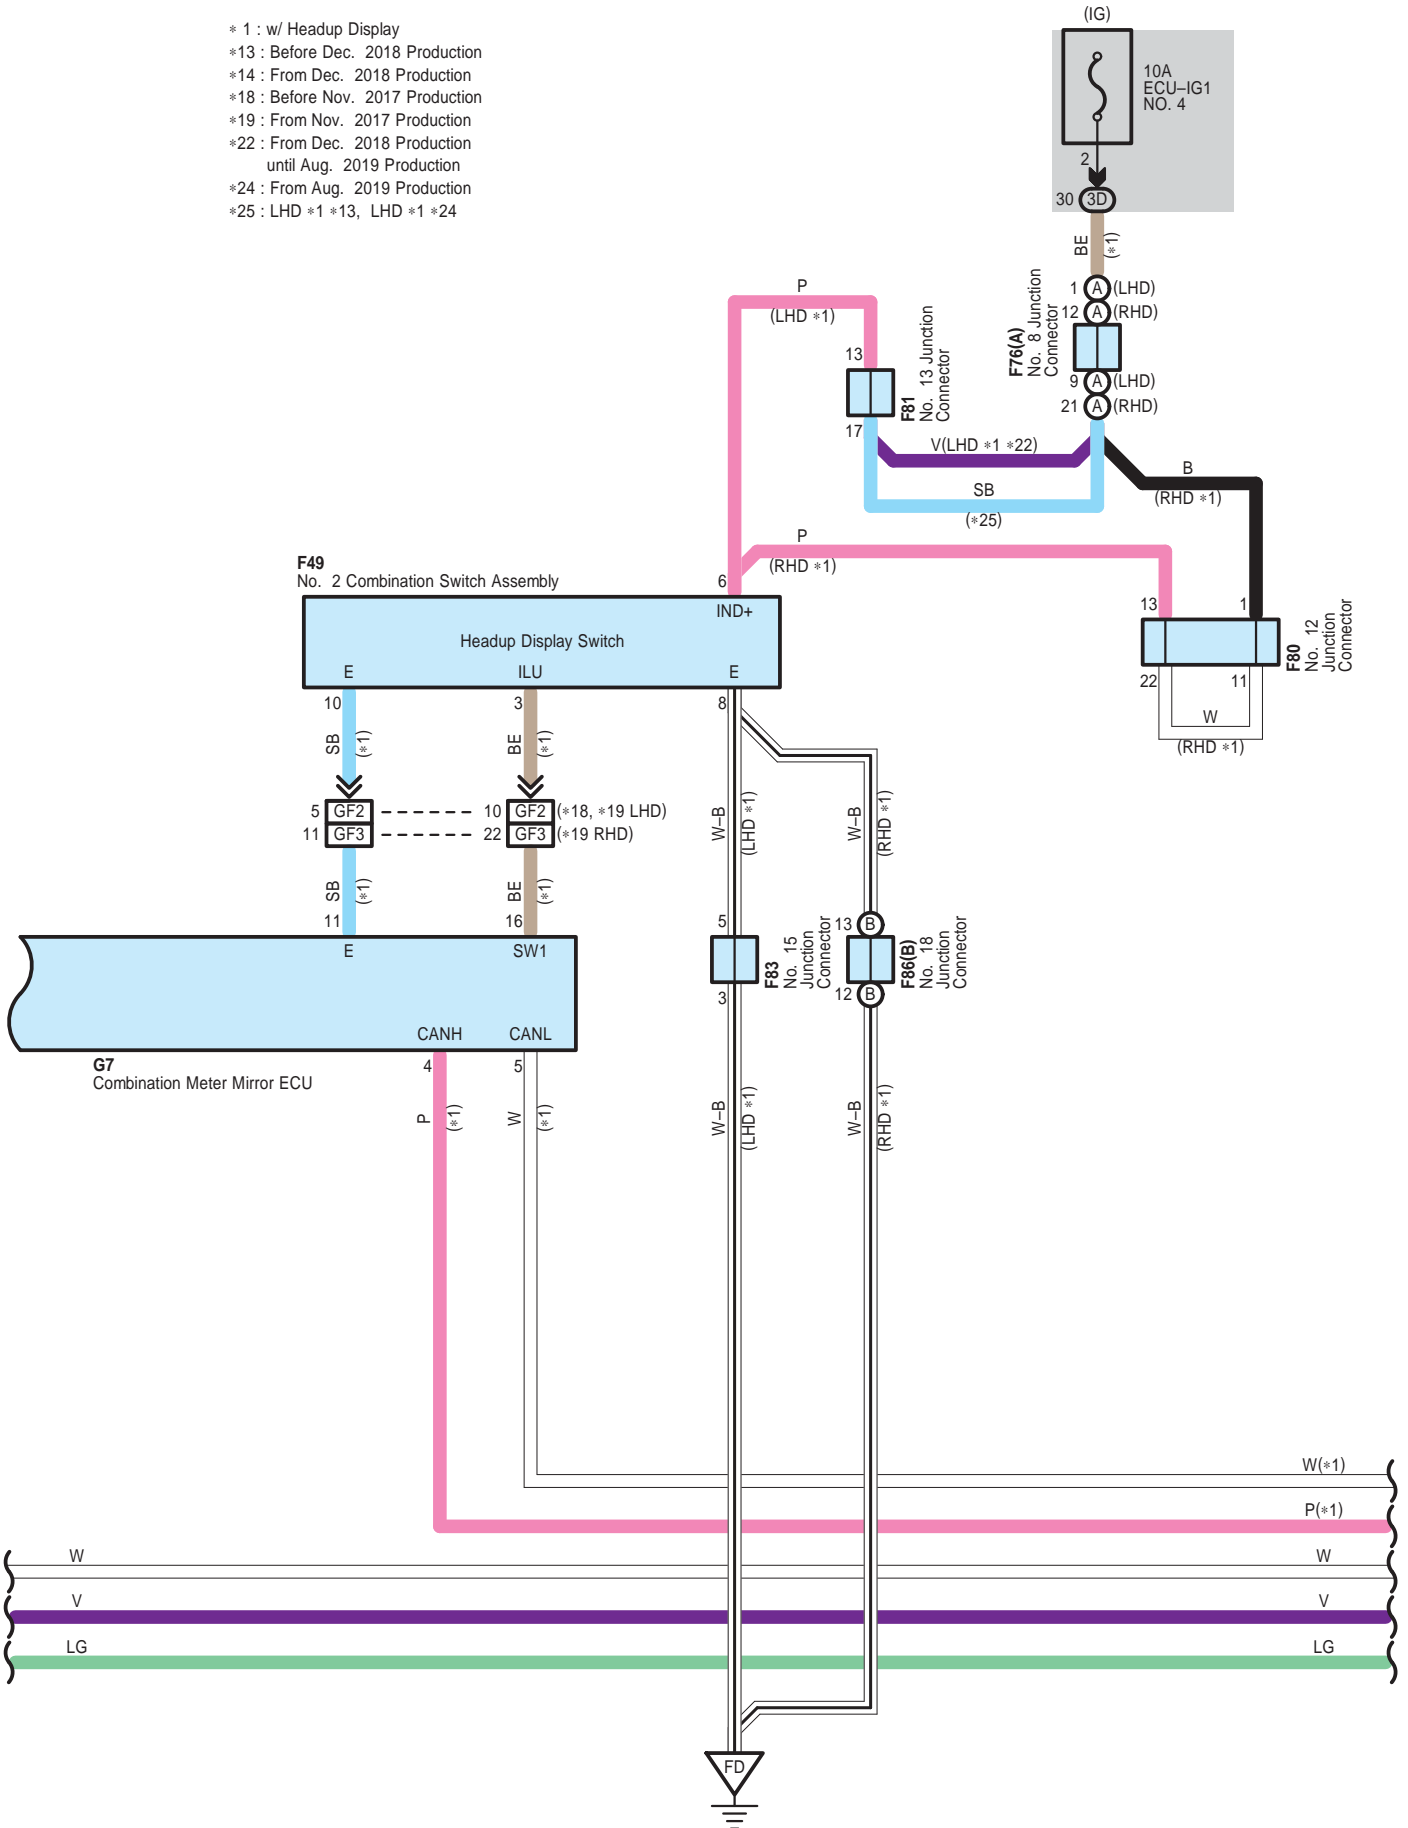 ∗ 1 : w/ Headup Display
∗13 : Before Dec. 2018 Production
∗14 : From Dec. 2018 Production
∗18 : Before Nov. 2017 Production
∗19 : From Nov. 2017 Production
∗22 : From Dec. 2018 Production
until Aug. 2019 Production
∗24 : From Aug. 2019 Production
∗25 : LHD ∗1 ∗13, LHD ∗1 ∗24
(IG)
10A
ECU–IG1
NO. 4
2
30
3D
BE
(∗1)
1
A
(LHD)
12
A
(RHD)
F76(A)
No. 8 Junction
Connector
9
A
(LHD)
21
A
(RHD)
P
(LHD ∗1)
13
F81
No. 13 Junction
Connector
17
V(LHD ∗1 ∗22)
SB
(∗25)
B
(RHD ∗1)
P
(RHD ∗1)
F49
No. 2 Combination Switch Assembly
6
IND+
Headup Display Switch
E
ILU
E
13
1
F80
No. 12
Junction
Connector
22
11
W
(RHD ∗1)
10
3
8
SB
(∗1)
BE
(∗1)
5
GF2
10
GF2
(∗18, ∗19 LHD)
11
GF3
22
GF3
(∗19 RHD)
W–B
(LHD ∗1)
W–B
(RHD ∗1)
SB
(∗1)
BE
(∗1)
11
16
E
SW1
CANH
CANL
G7
Combination Meter Mirror ECU
4
5
5
F83
No. 15
Junction
Connector
3
13
B
F86(B)
No. 18
Junction
Connector
12
B
P
(∗1)
W
(∗1)
W–B
(LHD ∗1)
W–B
(RHD ∗1)
W(∗1)
P(∗1)
W
W
V
V
LG
LG
FD